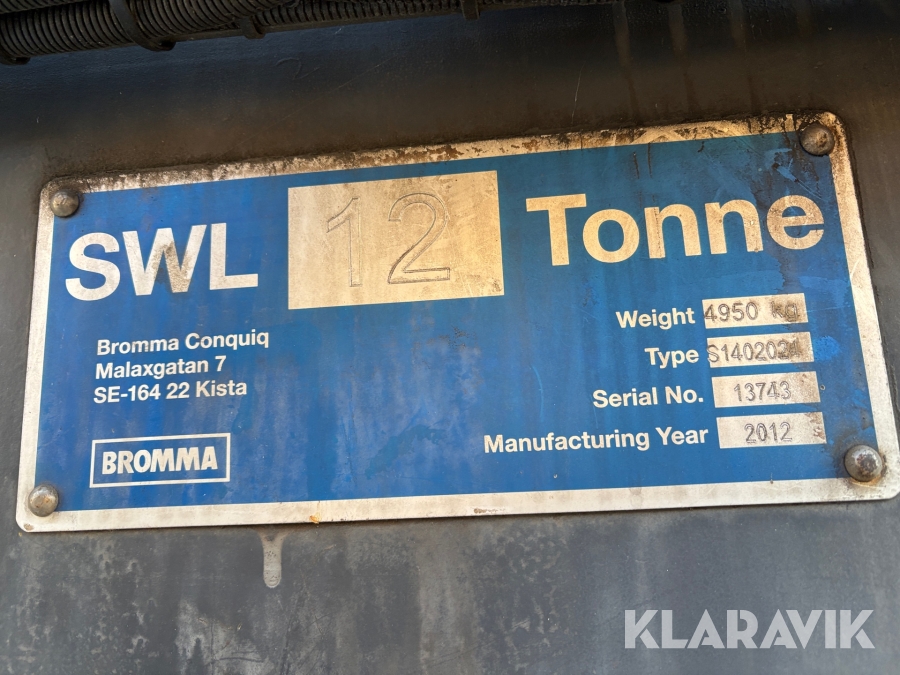 SWL 12 Tonne
Bromma Conquiq
Malaxgatan 7
SE-164 22 Kista
BROMMA
Weight 4950 kg
Type S1402024
Serial No. 13743
Manufacturing Year 2012
KLARAVIK